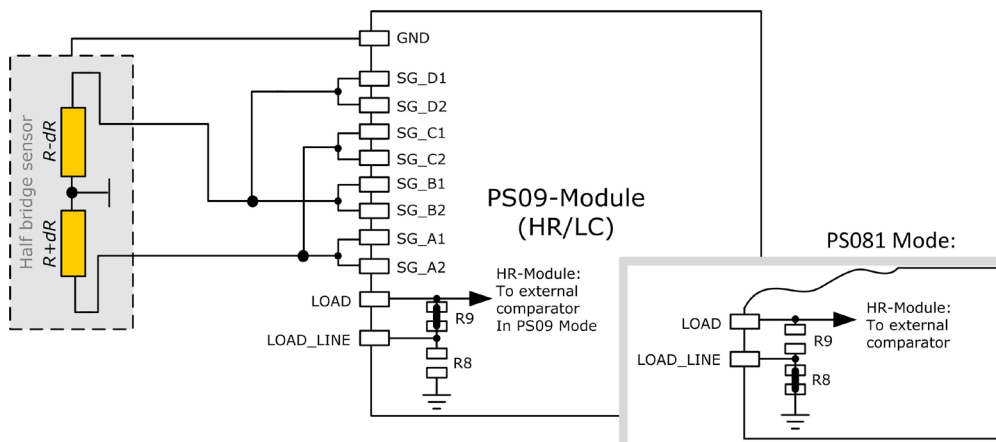 GND
SG_D1
SG_D2
SG_C1
SG_C2
SG_B1
SG_B2
SG_A1
SG_A2
LOAD
LOAD_LINE
Half bridge sensor
R-dR
R+dR
PS09-Module
(HR/LC)
HR-Module:
To external
comparator
In PS09 Mode
R9
R8
PS081 Mode:
LOAD
LOAD_LINE
HR-Module:
To external
comparator
R9
R8